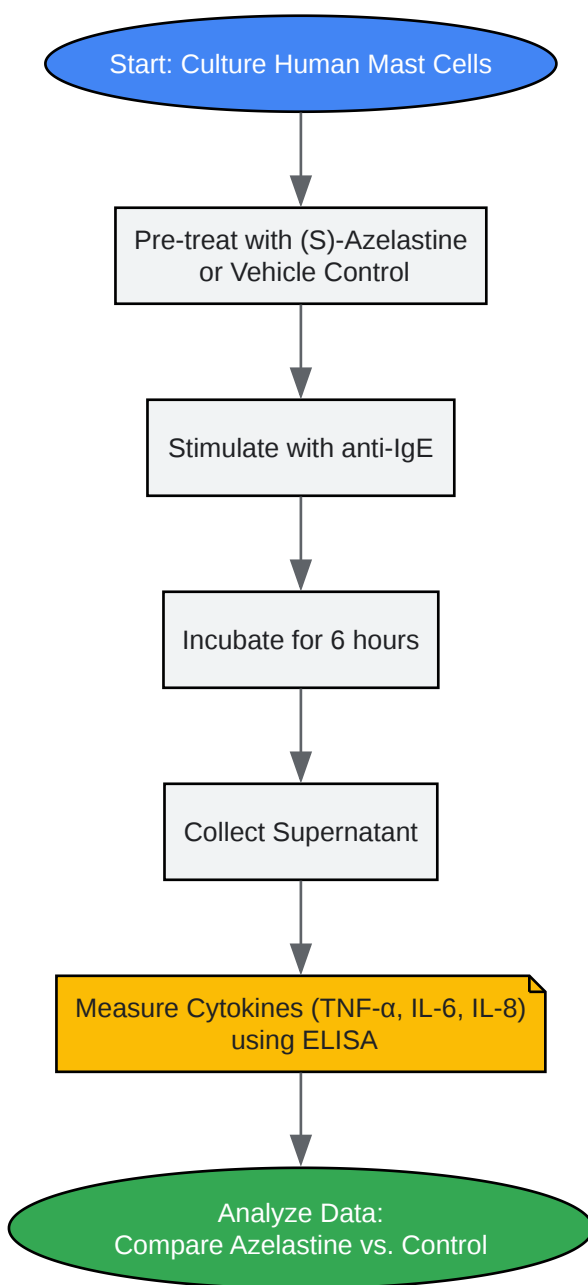 Start: Culture Human Mast Cells
Pre-treat with (S)-Azelastine
or Vehicle Control
Stimulate with anti-IgE
Incubate for 6 hours
Collect Supernatant
Measure Cytokines (TNF-α, IL-6, IL-8)
using ELISA
Analyze Data:
Compare Azelastine vs. Control